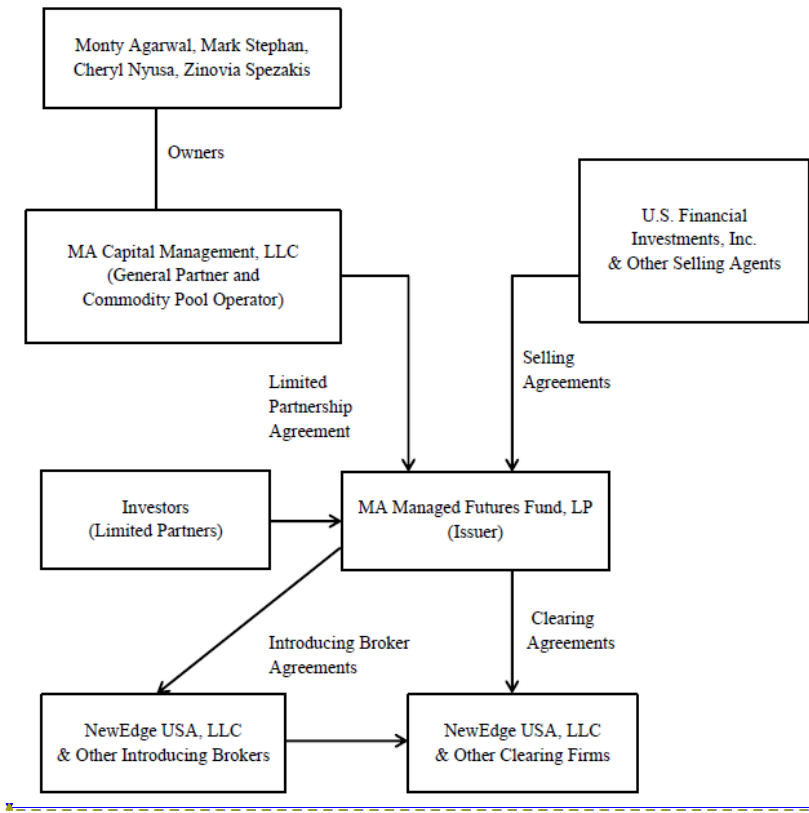 Monty Agarwal, Mark Stephan,
Cheryl Nyusa, Zinovia Spezakis
Owners
MA Capital Management, LLC
(General Partner and
Commodity Pool Operator)
U.S. Financial
Investments, Inc.
& Other Selling Agents
Limited
Partnership
Agreement
Selling
Agreements
Investors
(Limited Partners)
MA Managed Futures Fund, LP
(Issuer)
Introducing Broker
Agreements
Clearing
Agreements
NewEdge USA, LLC
& Other Introducing Brokers
NewEdge USA, LLC
& Other Clearing Firms